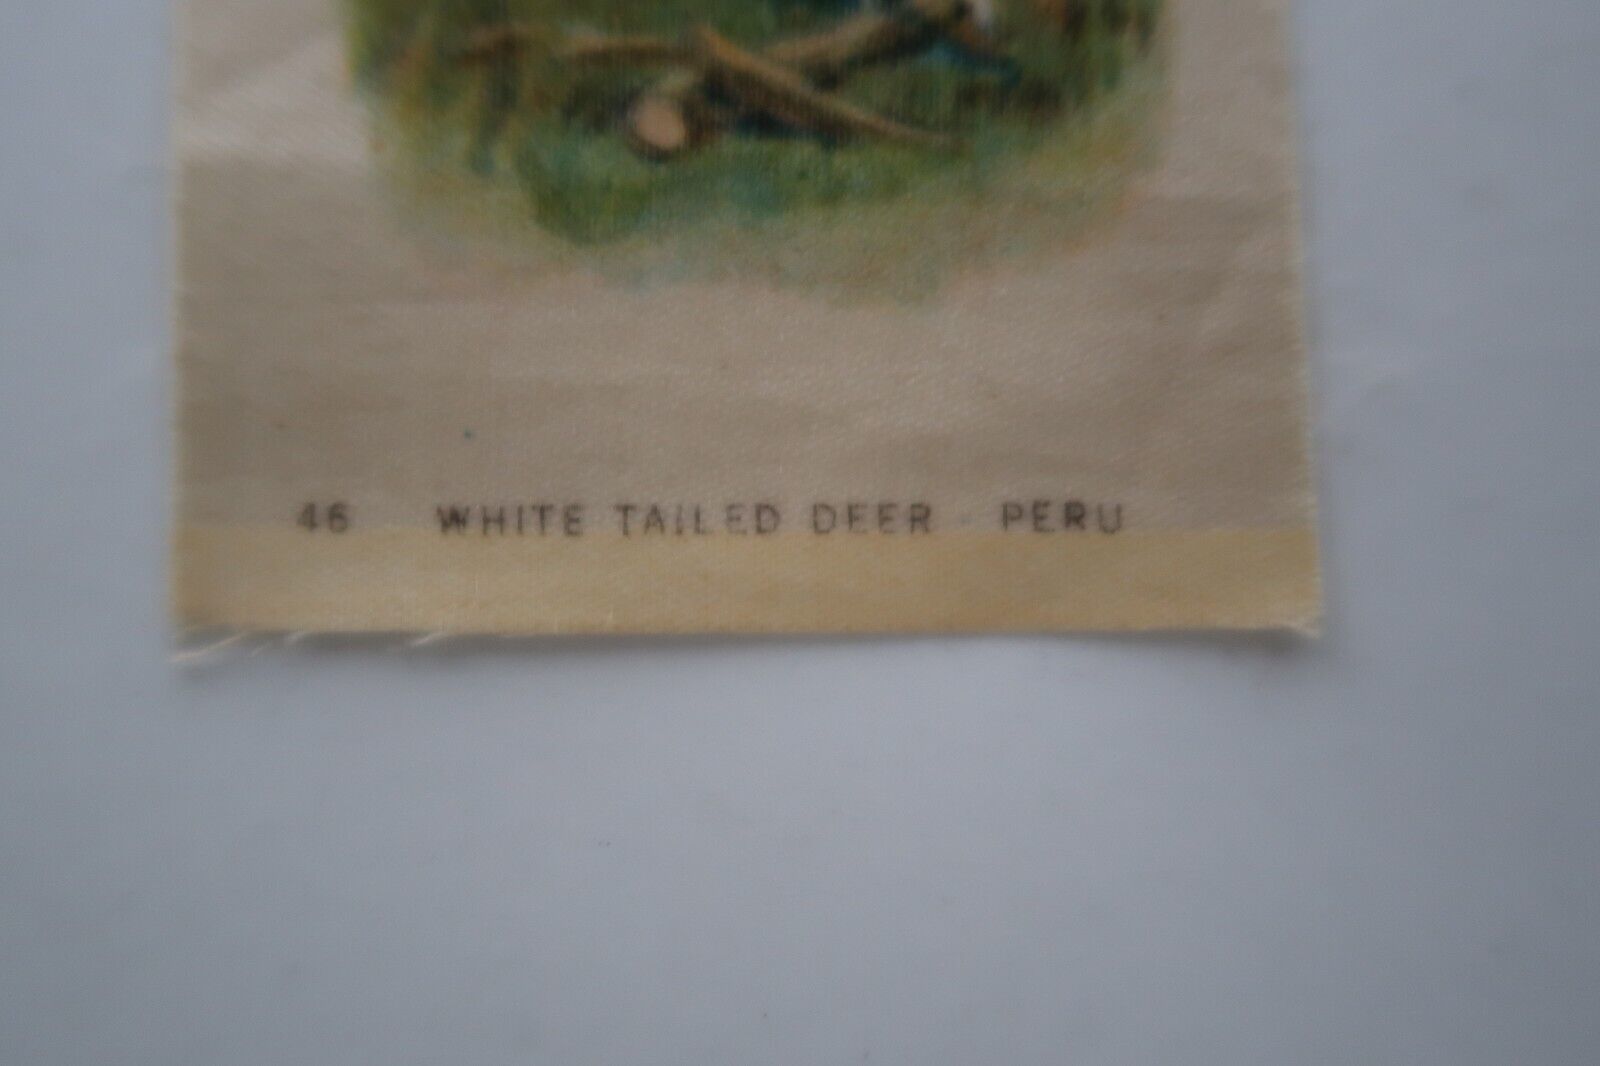 46 WHITE TAILED DEER - PERU